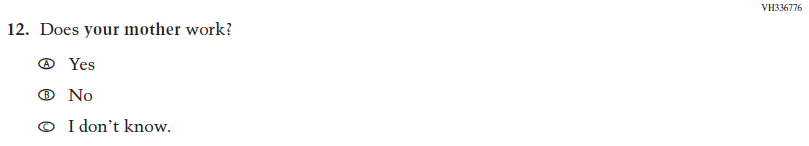 VH336776
12. Does your mother work?
Ⓐ Yes
Ⓑ No
Ⓒ I don't know.